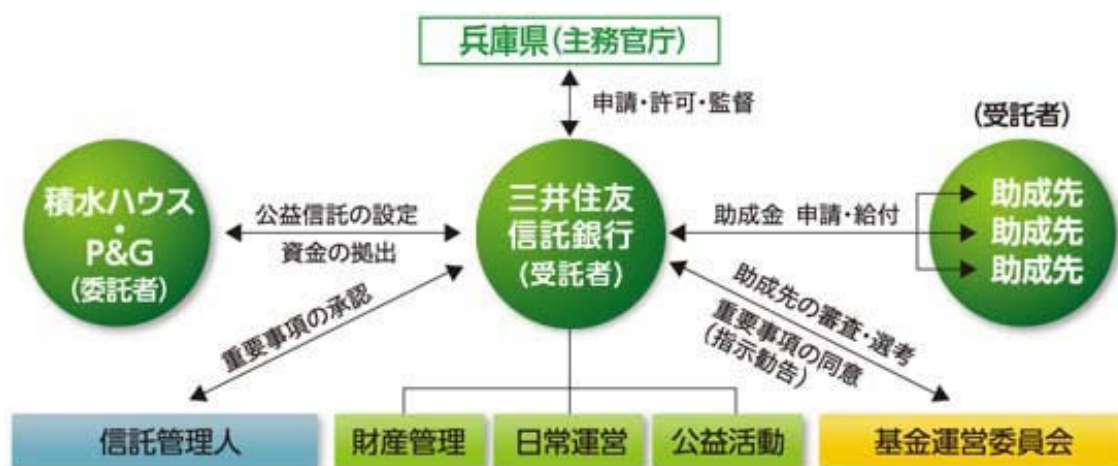 兵庫県(主務官庁)
申請・許可・監督
(受託者)
積水ハウス
・
P&G
(委託者)
公益信託の設定
資金の拠出
三井住友
信託銀行
(受託者)
助成金 申請・給付
助成先
助成先
助成先
重要事項の承認
助成先の審査・選考
重要事項の同意
(指示勧告)
信託管理人
財産管理
日常運営
公益活動
基金運営委員会